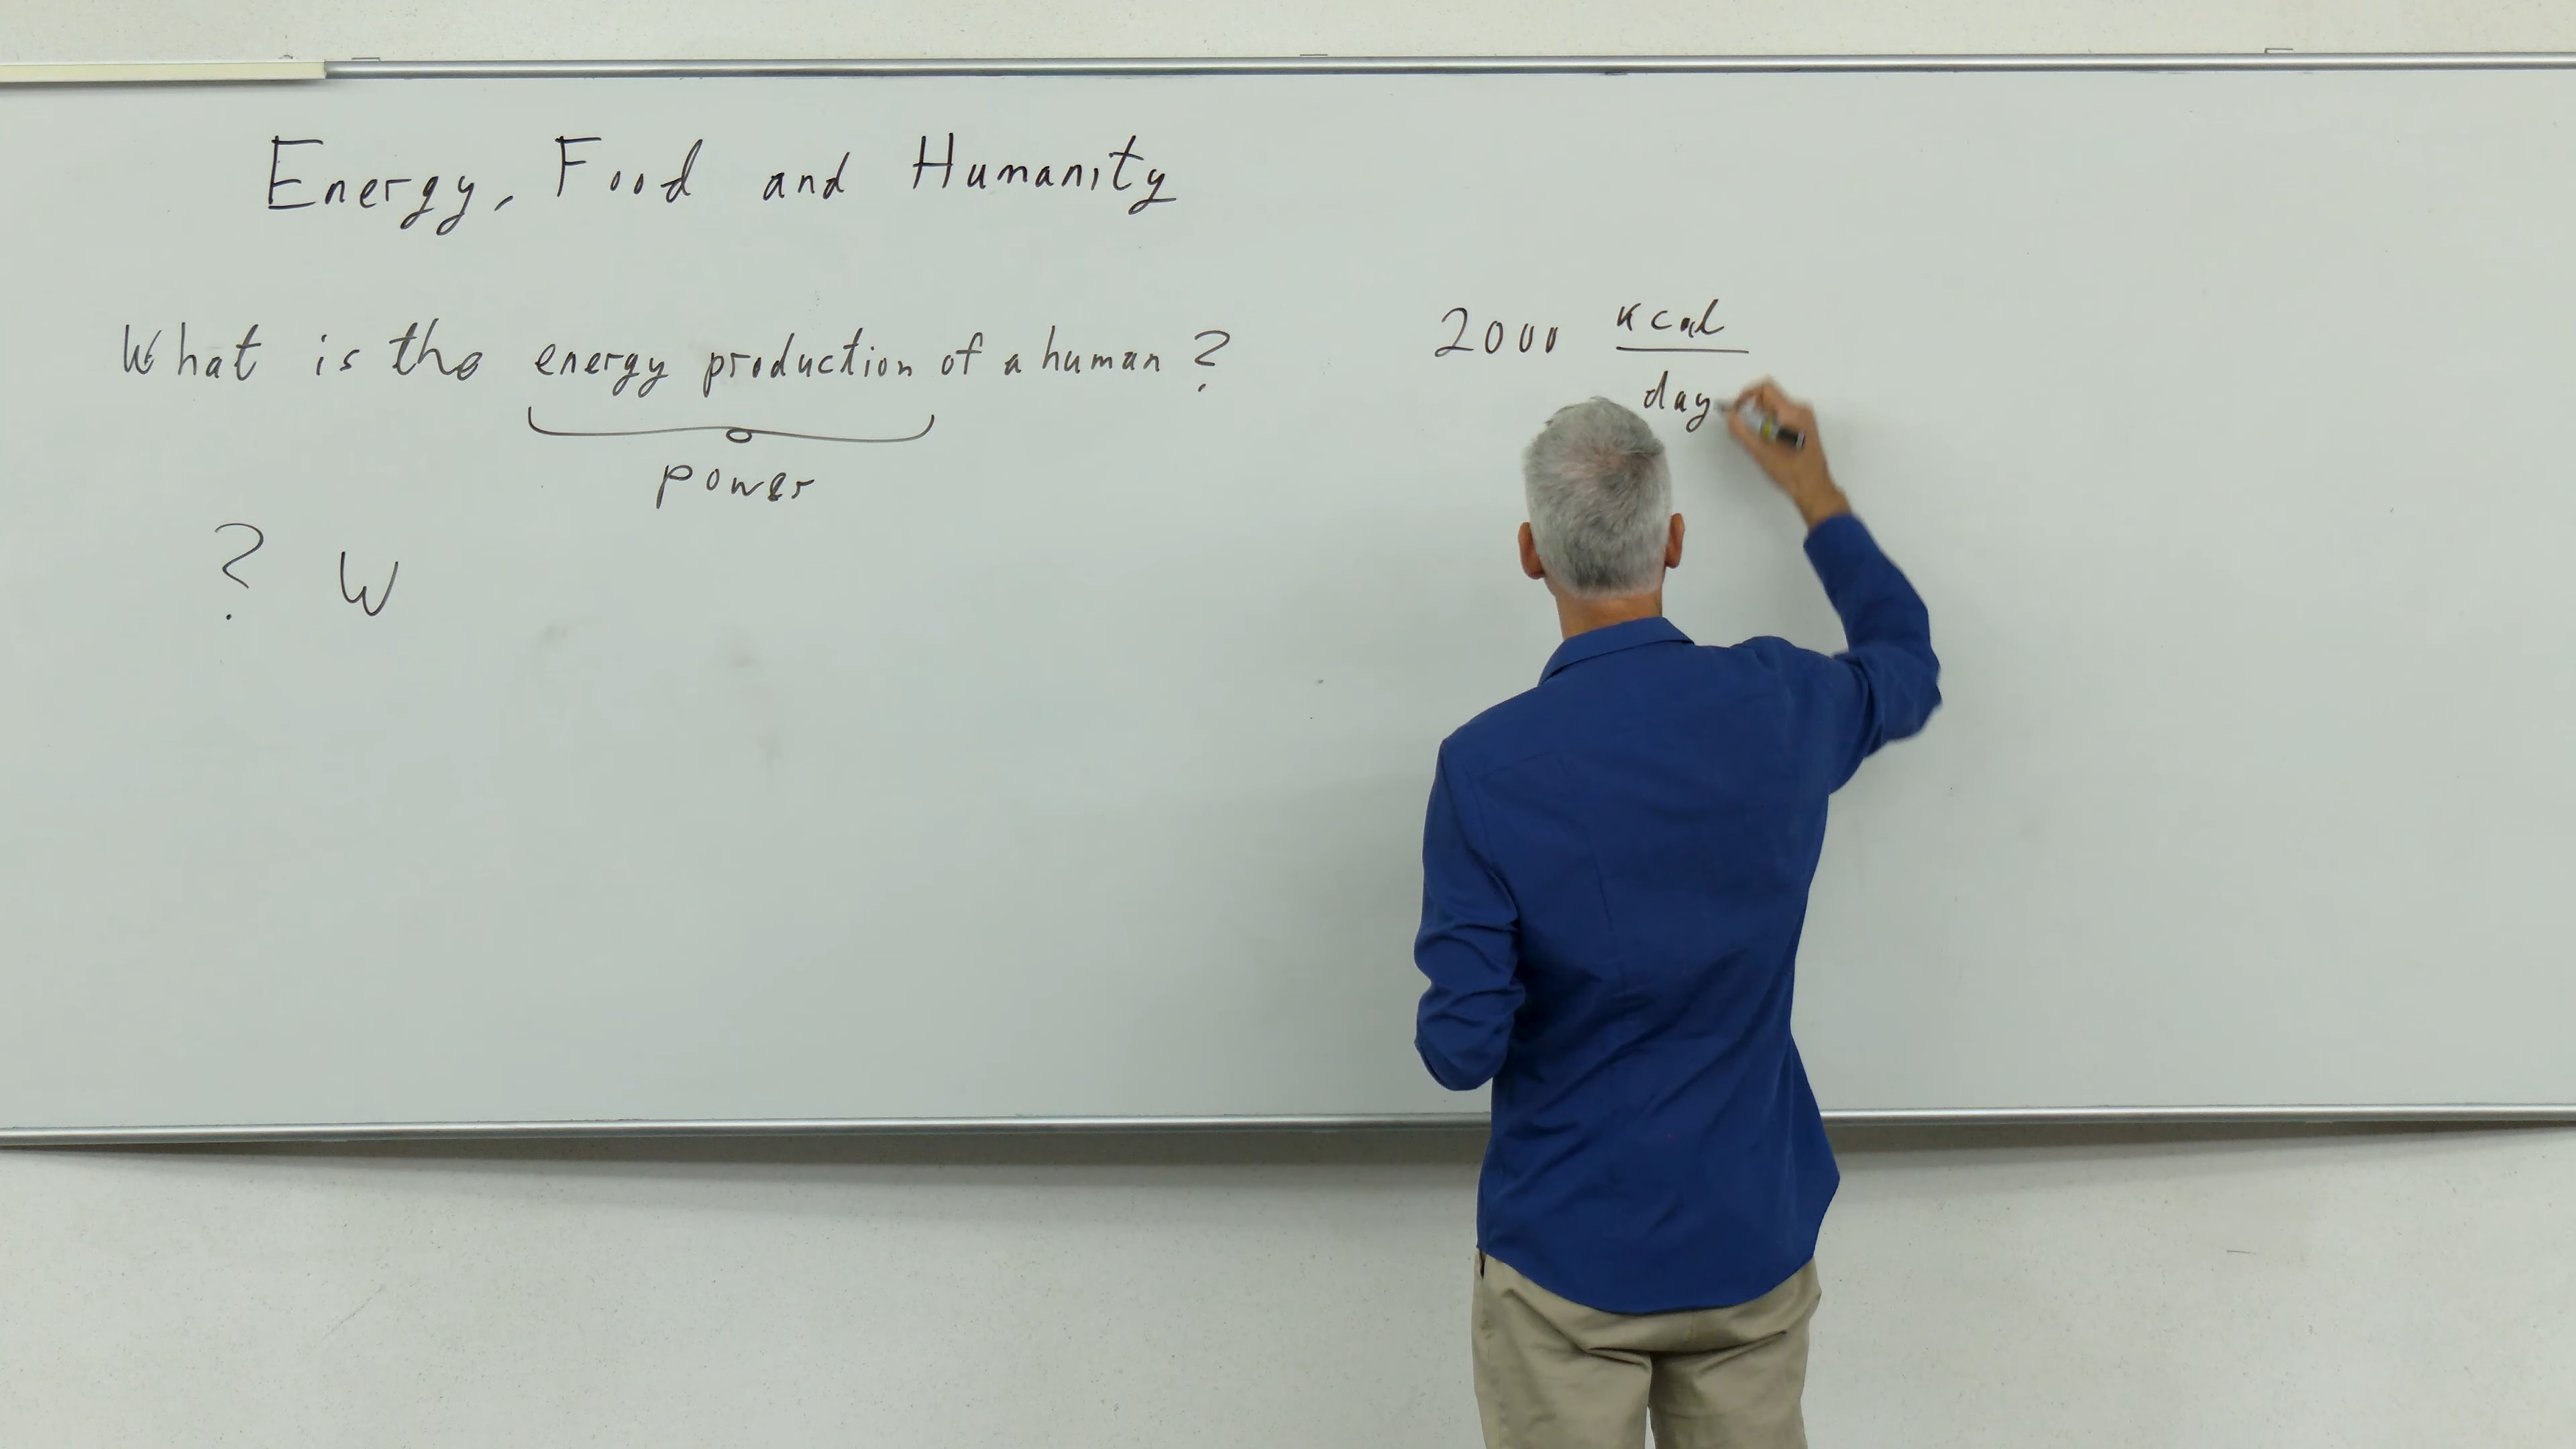 Energy, Food and Humanity
What is the energy production of a human?
power
? W
2000 kcal
day